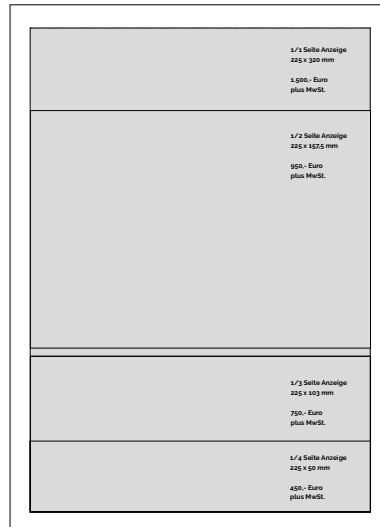 1/1 Seite Anzeige
225 x 320 mm
1.500,- Euro
plus MwSt.
1/2 Seite Anzeige
225 x 157,5 mm
950,- Euro
plus MwSt.
1/3 Seite Anzeige
225 x 103 mm
750,- Euro
plus MwSt.
1/4 Seite Anzeige
225 x 50 mm
450,- Euro
plus MwSt.